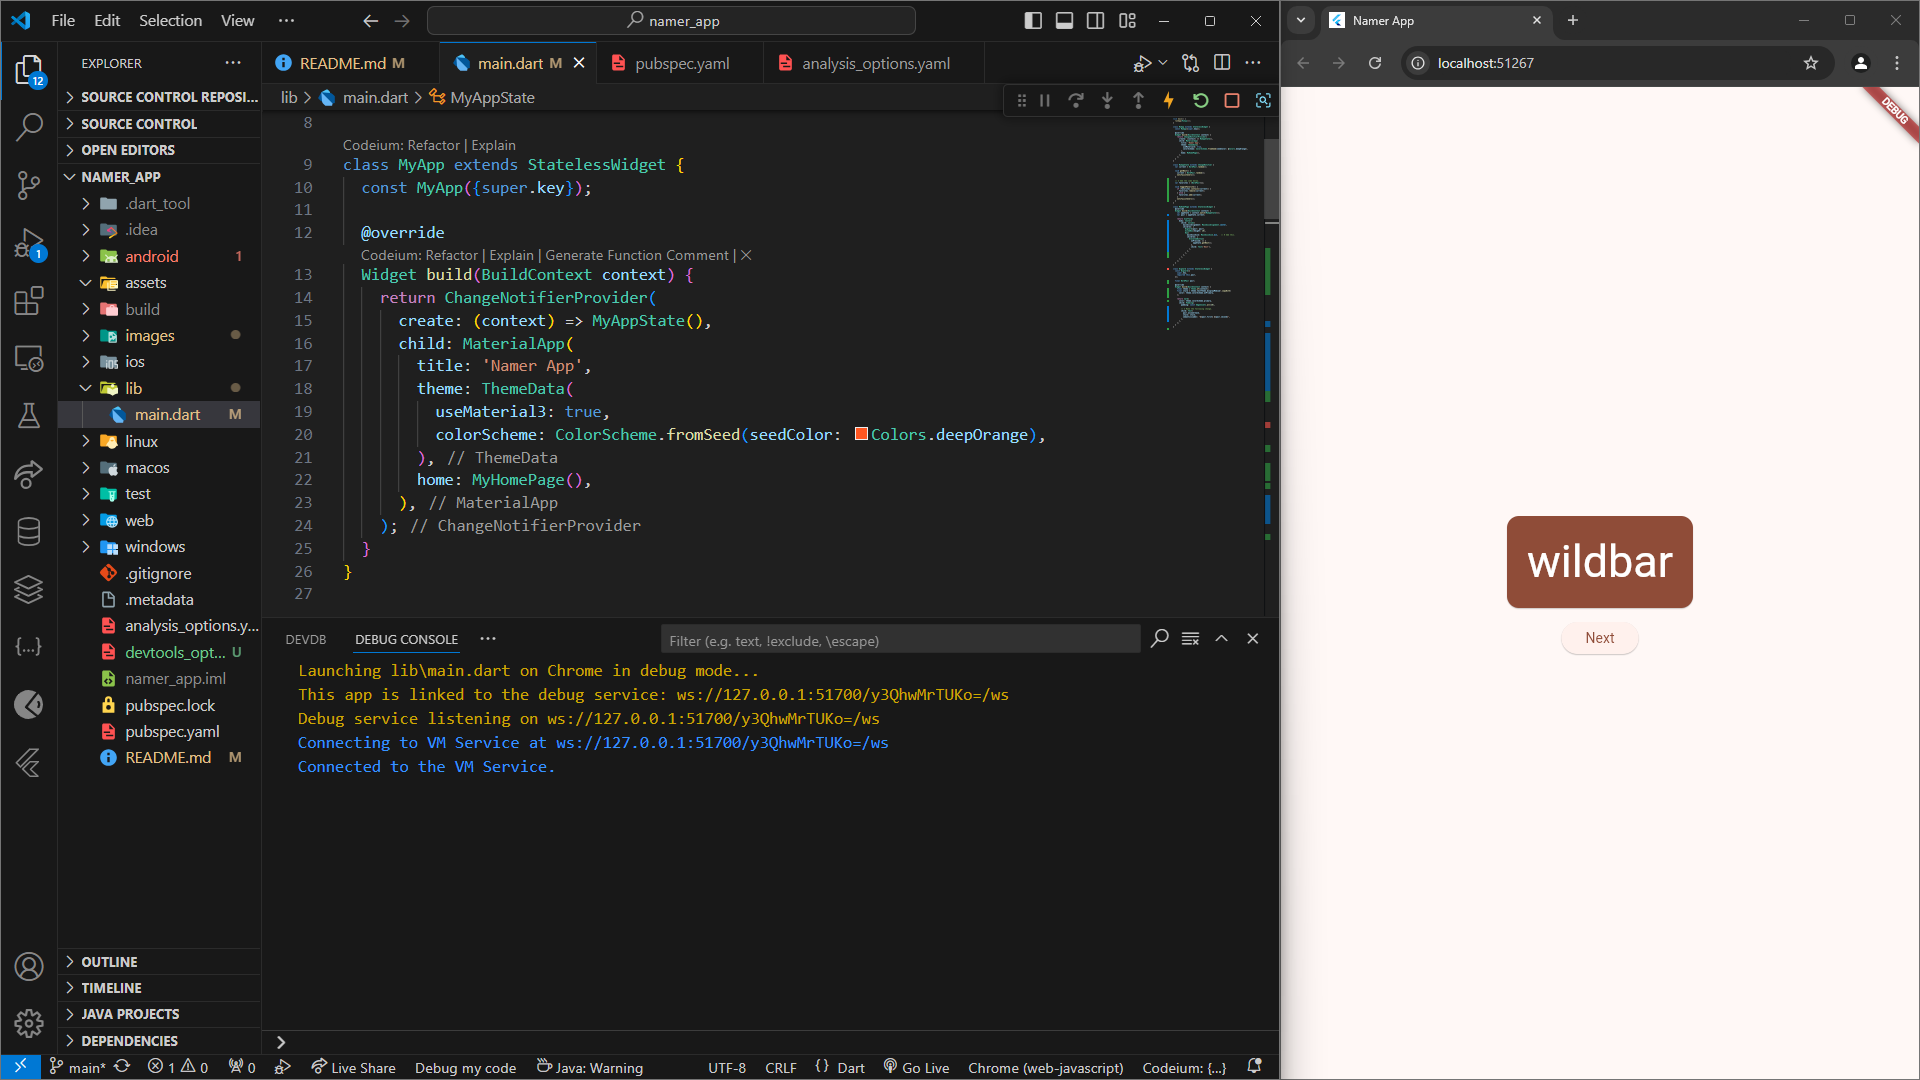 File Edit Selection View
namer_app
EXPLORER
SOURCE CONTROL REPOSI...
SOURCE CONTROL
OPEN EDITORS
NAMER_APP
.dart_tool
.idea
android 1
assets
build
images
ios
lib
main.dart M
linux
macos
test
web
windows
.gitignore
.metadata
analysis_options.y...
devtools_opt... U
namer_app.iml
pubspec.lock
pubspec.yaml
README.md M
OUTLINE
TIMELINE
JAVA PROJECTS
DEPENDENCIES
12
1
README.md M main.dart M pubspec.yaml analysis_options.yaml
lib main.dart MyAppState
8
Codeium: Refactor | Explain
9 class MyApp extends StatelessWidget {
10 const MyApp({super.key});
11
12 @override
Codeium: Refactor | Explain | Generate Function Comment |
13 Widget build(BuildContext context) {
14 return ChangeNotifierProvider(
15 create: (context) => MyAppState(),
16 child: MaterialApp(
17 title: 'Namer App',
18 theme: ThemeData(
19 useMaterial3: true,
20 colorScheme: ColorScheme.fromSeed(seedColor: Colors.deepOrange),
21 ), // ThemeData
22 home: MyHomePage(),
23 ), // MaterialApp
24 ); // ChangeNotifierProvider
25 }
26 }
27
DEVDB DEBUG CONSOLE Filter (e.g. text, !exclude, \escape)
Launching lib\main.dart on Chrome in debug mode...
This app is linked to the debug service: ws://127.0.0.1:51700/y3QhwMrTUKo=/ws
Debug service listening on ws://127.0.0.1:51700/y3QhwMrTUKo=/ws
Connecting to VM Service at ws://127.0.0.1:51700/y3QhwMrTUKo=/ws
Connected to the VM Service.
main* 1 0 0 Live Share Debug my code Java: Warning UTF-8 CRLF {} Dart Go Live Chrome (web-javascript) Codeium: {...}
Namer App
localhost:51267
DEBUG
wildbar
Next